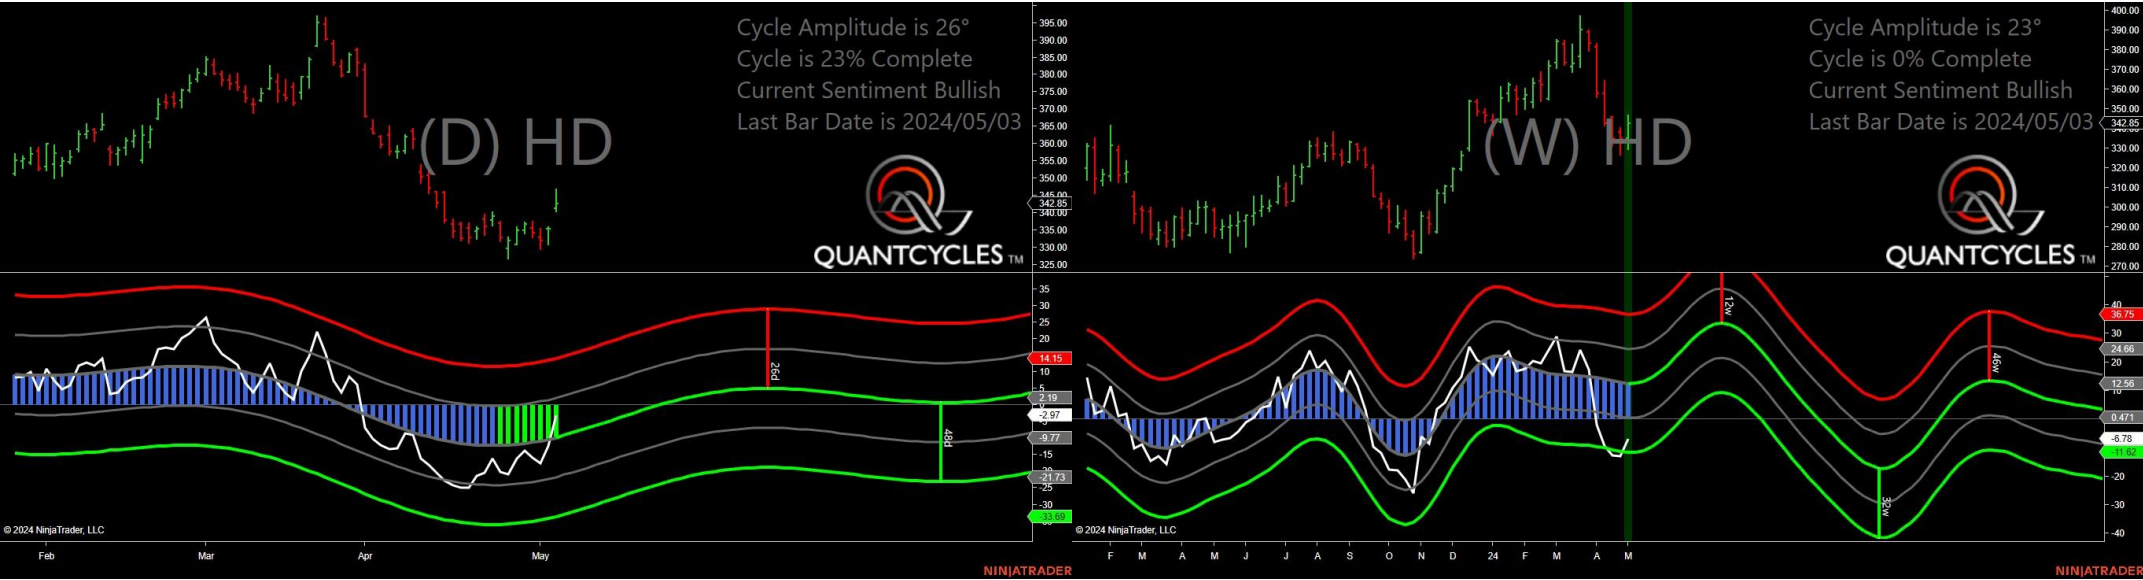 Cycle Amplitude is 26°
Cycle is 23% Complete
Current Sentiment Bullish
Last Bar Date is 2024/05/03
(D) HD
QUANTCYCLES TM
395.00
390.00
385.00
380.00
375.00
370.00
365.00
360.00
355.00
350.00
345.00
342.85
340.00
335.00
330.00
325.00
35
30
25
20
14.15
10
5
2.19
-2.97
-9.77
-15
-21.73
-25
-30
-33.69
26d
48d
© 2024 NinjaTrader, LLC
Feb Mar Apr May
NINJATRADER
Cycle Amplitude is 23°
Cycle is 0% Complete
Current Sentiment Bullish
Last Bar Date is 2024/05/03
(W) HD
QUANTCYCLES TM
400.00
390.00
380.00
370.00
360.00
350.00
342.85
330.00
320.00
310.00
300.00
290.00
280.00
270.00
40
36.75
30
24.66
20
12.56
0.471
-6.78
-11.62
-20
-30
-40
12w
32w
46w
© 2024 NinjaTrader, LLC
F M A M J J A S O N D 24 F M A M
NINJATRADER